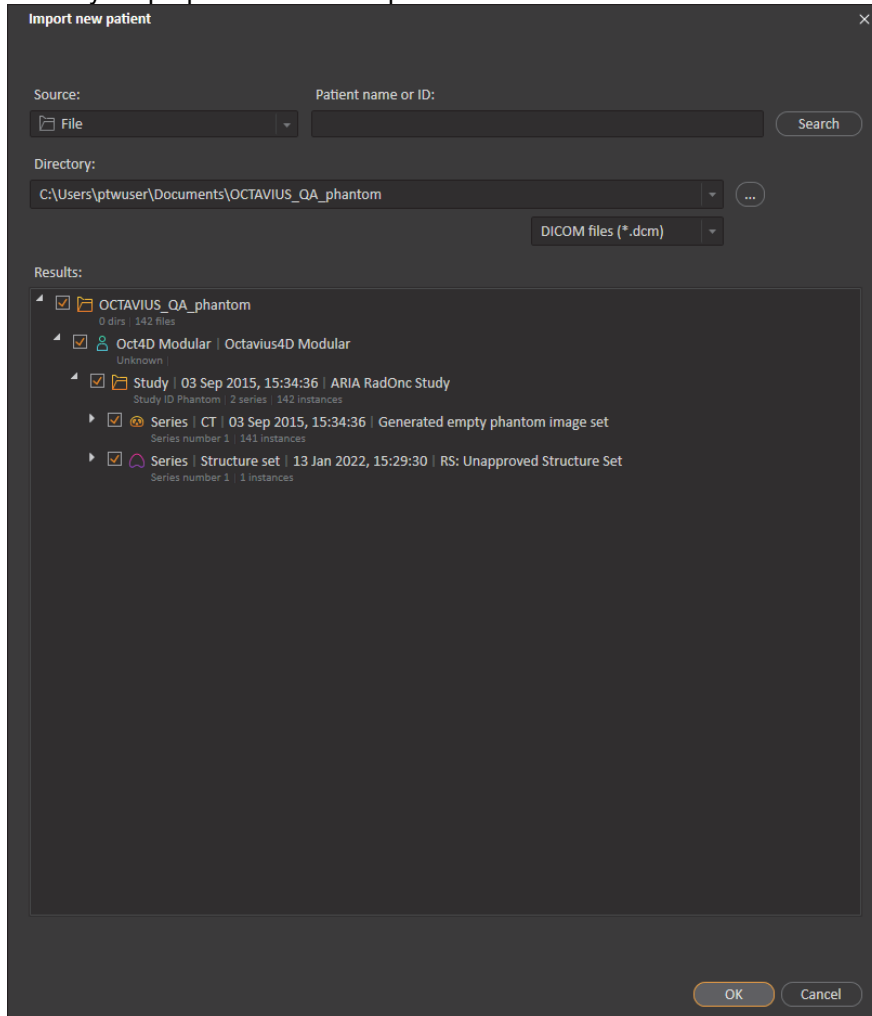 Import new patient
Source:
Patient name or ID:
File
Search
Directory:
C:\Users\ptwuser\Documents\OCTAVIUS_QA_phantom
...
DICOM files (*.dcm)
Results:
OCTAVIUS_QA_phantom
0 dirs | 142 files
Oct4D Modular | Octavius4D Modular
Unknown |
Study | 03 Sep 2015, 15:34:36 | ARIA RadOnc Study
Study ID Phantom | 2 series | 142 instances
Series | CT | 03 Sep 2015, 15:34:36 | Generated empty phantom image set
Series number 1 | 141 instances
Series | Structure set | 13 Jan 2022, 15:29:30 | RS: Unapproved Structure Set
Series number 1 | 1 instances
OK
Cancel